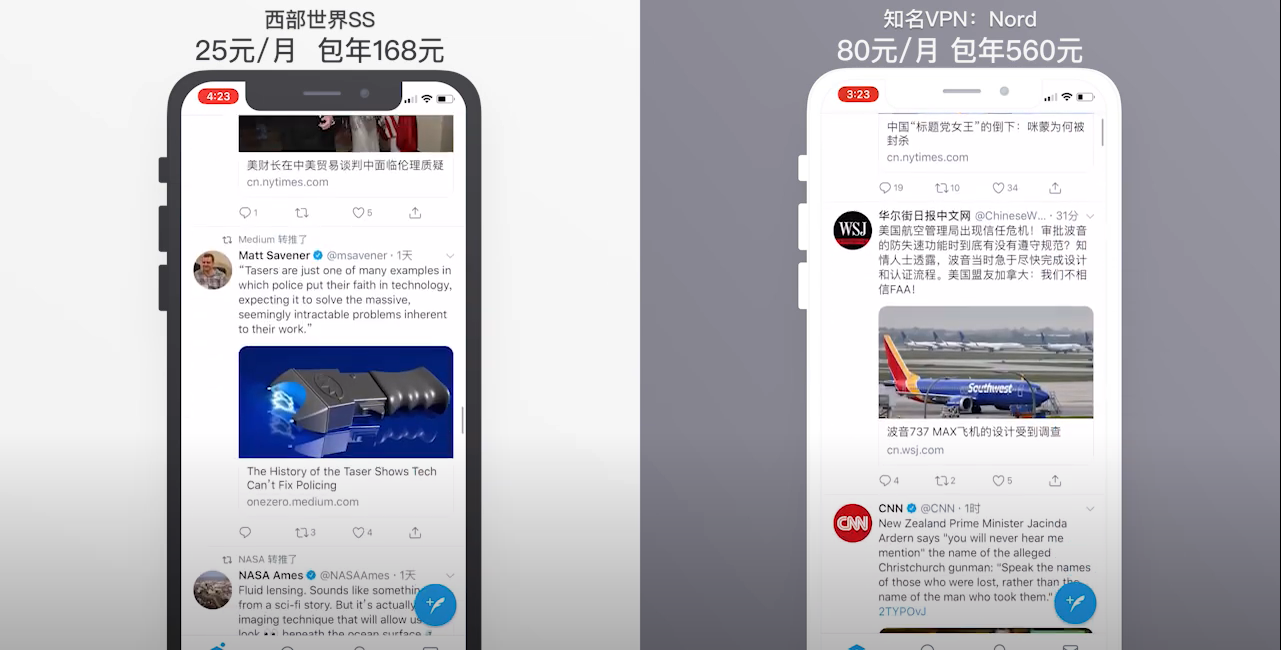 西部世界SS
25元/月 包年168元
4:23
美财长在中美贸易谈判中面临伦理质疑
cn.nytimes.com
1
5
Medium 转推了
Matt Savener @msavener · 1天
“Tasers are just one of many examples in
which police put their faith in technology,
expecting it to solve the massive,
seemingly intractable problems inherent
to their work.”
The History of the Taser Shows Tech
Can't Fix Policing
onezero.medium.com
3
4
NASA 转推了
NASA Ames @NASAAmes · 1天
Fluid lensing. Sounds like somethin
from a sci-fi story. But it's actually
imaging technique that will allow us
look 👀 beneath the ocean surface
知名VPN：Nord
80元/月 包年560元
3:23
中国“标题党女王”的倒下：咪蒙为何被
封杀
cn.nytimes.com
19
10
34
WSJ
华尔街日报中文网 @ChineseW... · 31分
美国航空管理局出现信任危机！审批波音
的防失速功能时到底有没有遵守规范？知
情人士透露，波音当时急于尽快完成设计
和认证流程。美国盟友加拿大：我们不相
信FAA！
Southwest
波音737 MAX飞机的设计受到调查
cn.wsj.com
4
2
5
CNN
CNN @CNN · 1时
New Zealand Prime Minister Jacinda
Ardern says "you will never hear me
mention" the name of the alleged
Christchurch gunman: "Speak the names
of those who were lost, rather than the
name of the man who took them."
2TYPOvJ